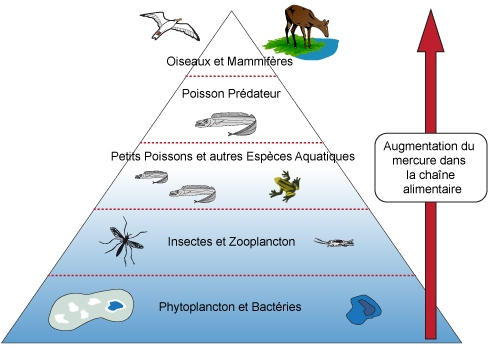 Oiseaux et Mammifères
Poisson Prédateur
Petits Poissons et autres Espèces Aquatiques
Insectes et Zooplancton
Phytoplancton et Bactéries
Augmentation du
mercure dans
la chaîne
alimentaire